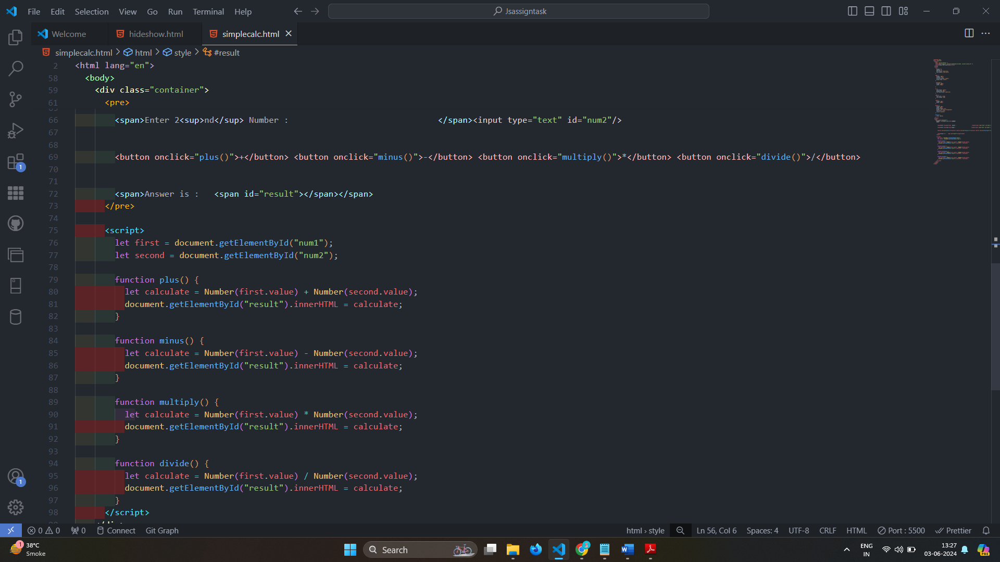 File Edit Selection View Go Run Terminal Help
Jsassigntask
Welcome hideshow.html simplecalc.html
simplecalc.html > html > style > #result
2 <html lang="en">
58 <body>
59 <div class="container">
61 <pre>
66 <span>Enter 2<sup>nd</sup> Number : </span><input type="text" id="num2"/>
67
68
69 <button onclick="plus()">+</button> <button onclick="minus()">-</button> <button onclick="multiply()">*</button> <button onclick="divide()">/</button>
70
71
72 <span>Answer is : <span id="result"></span></span>
73 </pre>
74
75 <script>
76 let first = document.getElementById("num1");
77 let second = document.getElementById("num2");
78
79 function plus() {
80 let calculate = Number(first.value) + Number(second.value);
81 document.getElementById("result").innerHTML = calculate;
82 }
83
84 function minus() {
85 let calculate = Number(first.value) - Number(second.value);
86 document.getElementById("result").innerHTML = calculate;
87 }
88
89 function multiply() {
90 let calculate = Number(first.value) * Number(second.value);
91 document.getElementById("result").innerHTML = calculate;
92 }
93
94 function divide() {
95 let calculate = Number(first.value) / Number(second.value);
96 document.getElementById("result").innerHTML = calculate;
97 }
98 </script>
1
1
0 0 0 Connect Git Graph html › style Ln 56, Col 6 Spaces: 4 UTF-8 CRLF HTML Port : 5500 Prettier
1 38°C
Smoke
Search
ENG
IN
13:27
03-06-2024
PRE